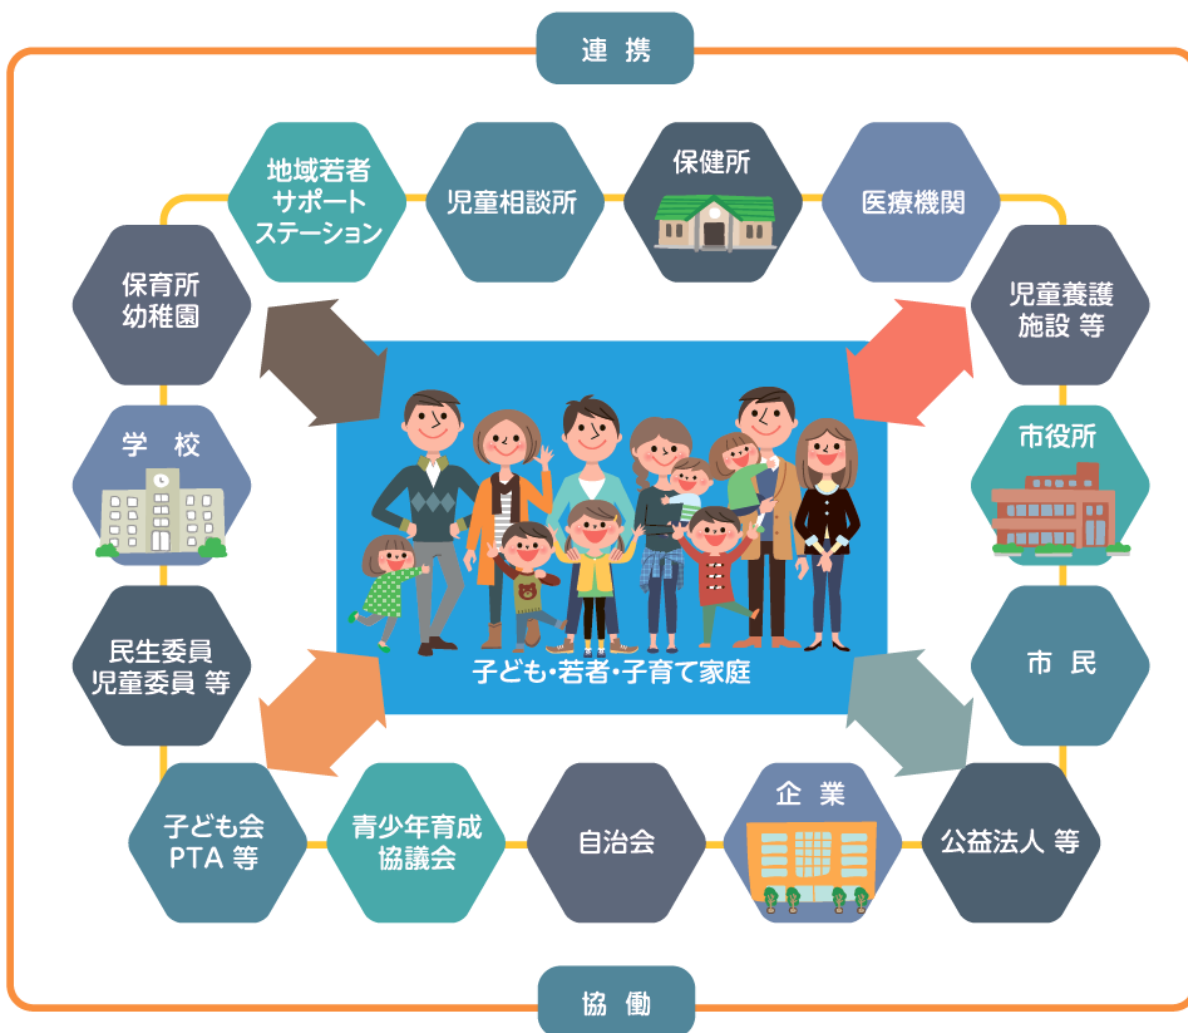 連携
地域若者
サポート
ステーション
児童相談所
保健所
医療機関
保育所
幼稚園
児童養護
施設 等
学校
市役所
民生委員
児童委員 等
市民
子ども・若者・子育て家庭
子ども会
PTA 等
青少年育成
協議会
自治会
企業
公益法人 等
協働